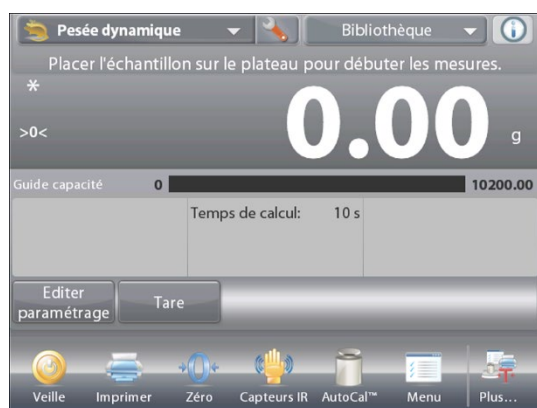 Pesée dynamique Bibliothèque
Placer l'échantillon sur le plateau pour débuter les mesures.
*
>0< 0.00 g
Guide capacité 0 10200.00
Temps de calcul: 10 s
Editer paramétrage
Tare
→0←
T
Veille Imprimer Zéro Capteurs IR AutoCal™ Menu Plus...